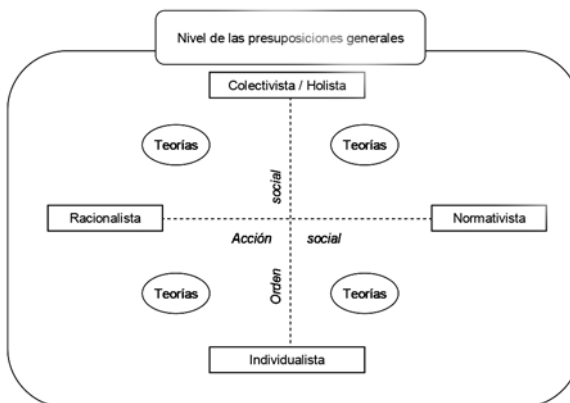 Nivel de las presuposiciones generales
Colectivista / Holista
Teorías
Teorías
social
Racionalista
Normativista
Acción
social
Orden
Teorías
Teorías
Individualista